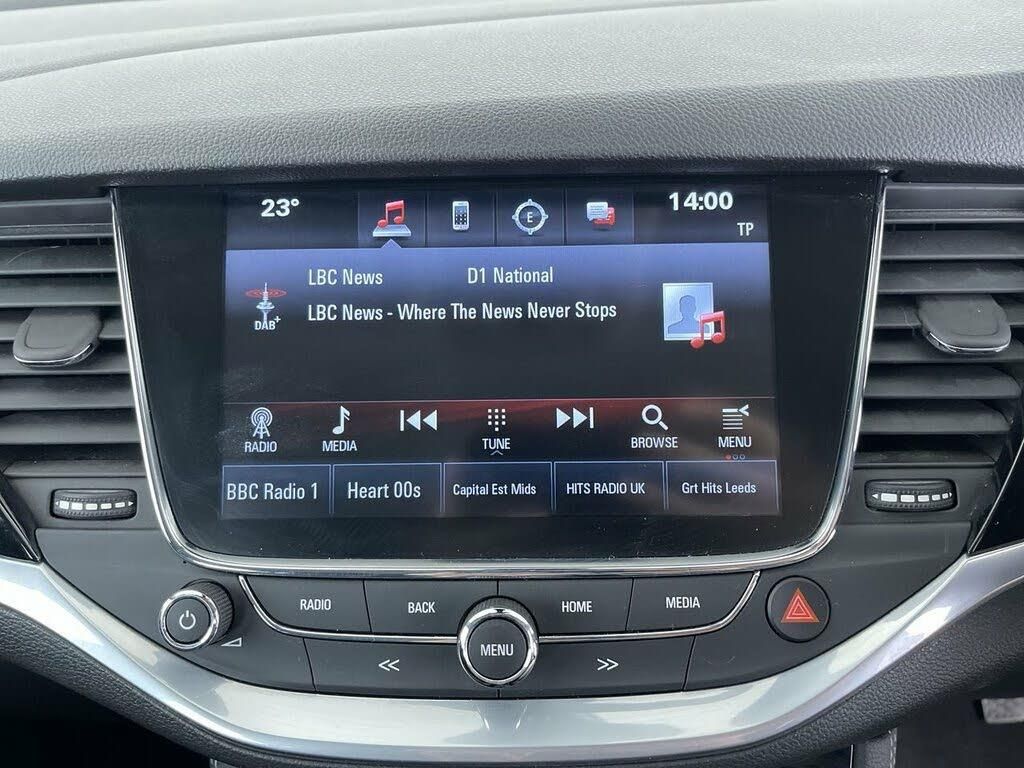 23°
14:00
E
TP
LBC News D1 National
LBC News - Where The News Never Stops
DAB+
RADIO MEDIA TUNE BROWSE MENU
BBC Radio 1 Heart 00s Capital Est Mids HITS RADIO UK Grt Hits Leeds
RADIO BACK HOME MEDIA
MENU